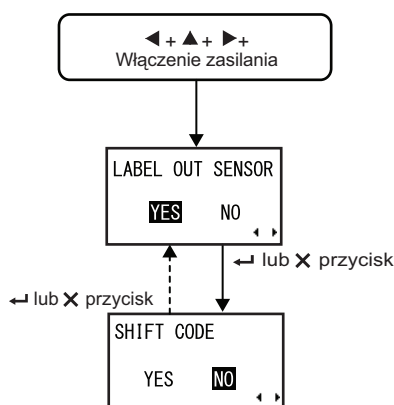 ◀ + ▲ + ▶ +
Włączenie zasilania
LABEL OUT SENSOR
YES NO
↵ lub ✕ przycisk
↵ lub ✕ przycisk
SHIFT CODE
YES NO